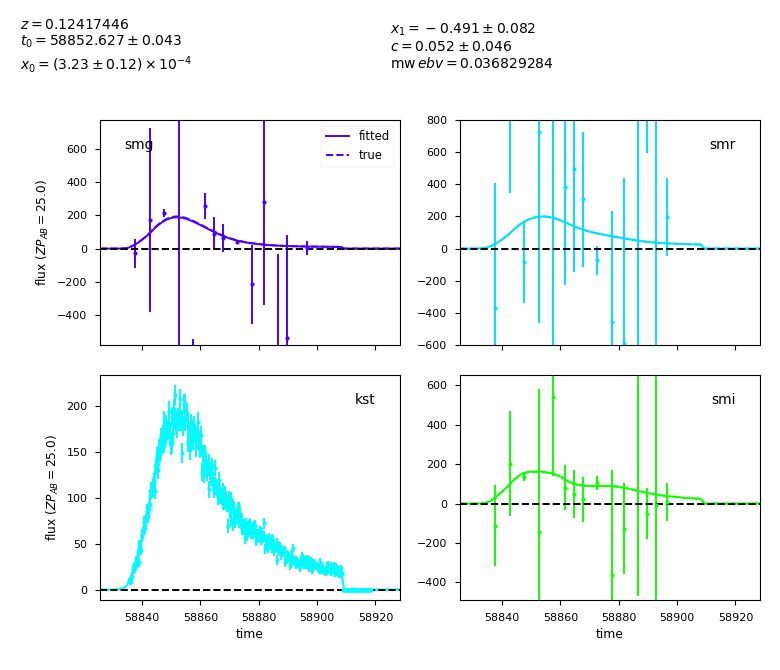 z = 0.12417446
t₀ = 58852.627 ± 0.043
x₀ = (3.23 ± 0.12) × 10⁻⁴
x₁ = −0.491 ± 0.082
c = 0.052 ± 0.046
mw ebv = 0.036829284
smg
fitted
true
600
400
200
0
−200
−400
flux (ZP_AB = 25.0)
smr
800
600
400
200
0
−200
−400
−600
kst
200
150
100
50
0
flux (ZP_AB = 25.0)
58840 58860 58880 58900 58920
time
smi
600
400
200
0
−200
−400
58840 58860 58880 58900 58920
time